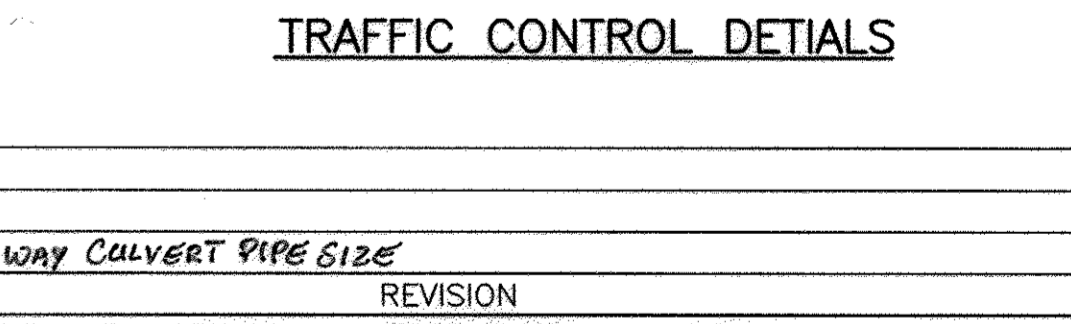 TRAFFIC CONTROL DETIALS
WAY CULVERT PIPE SIZE
REVISION